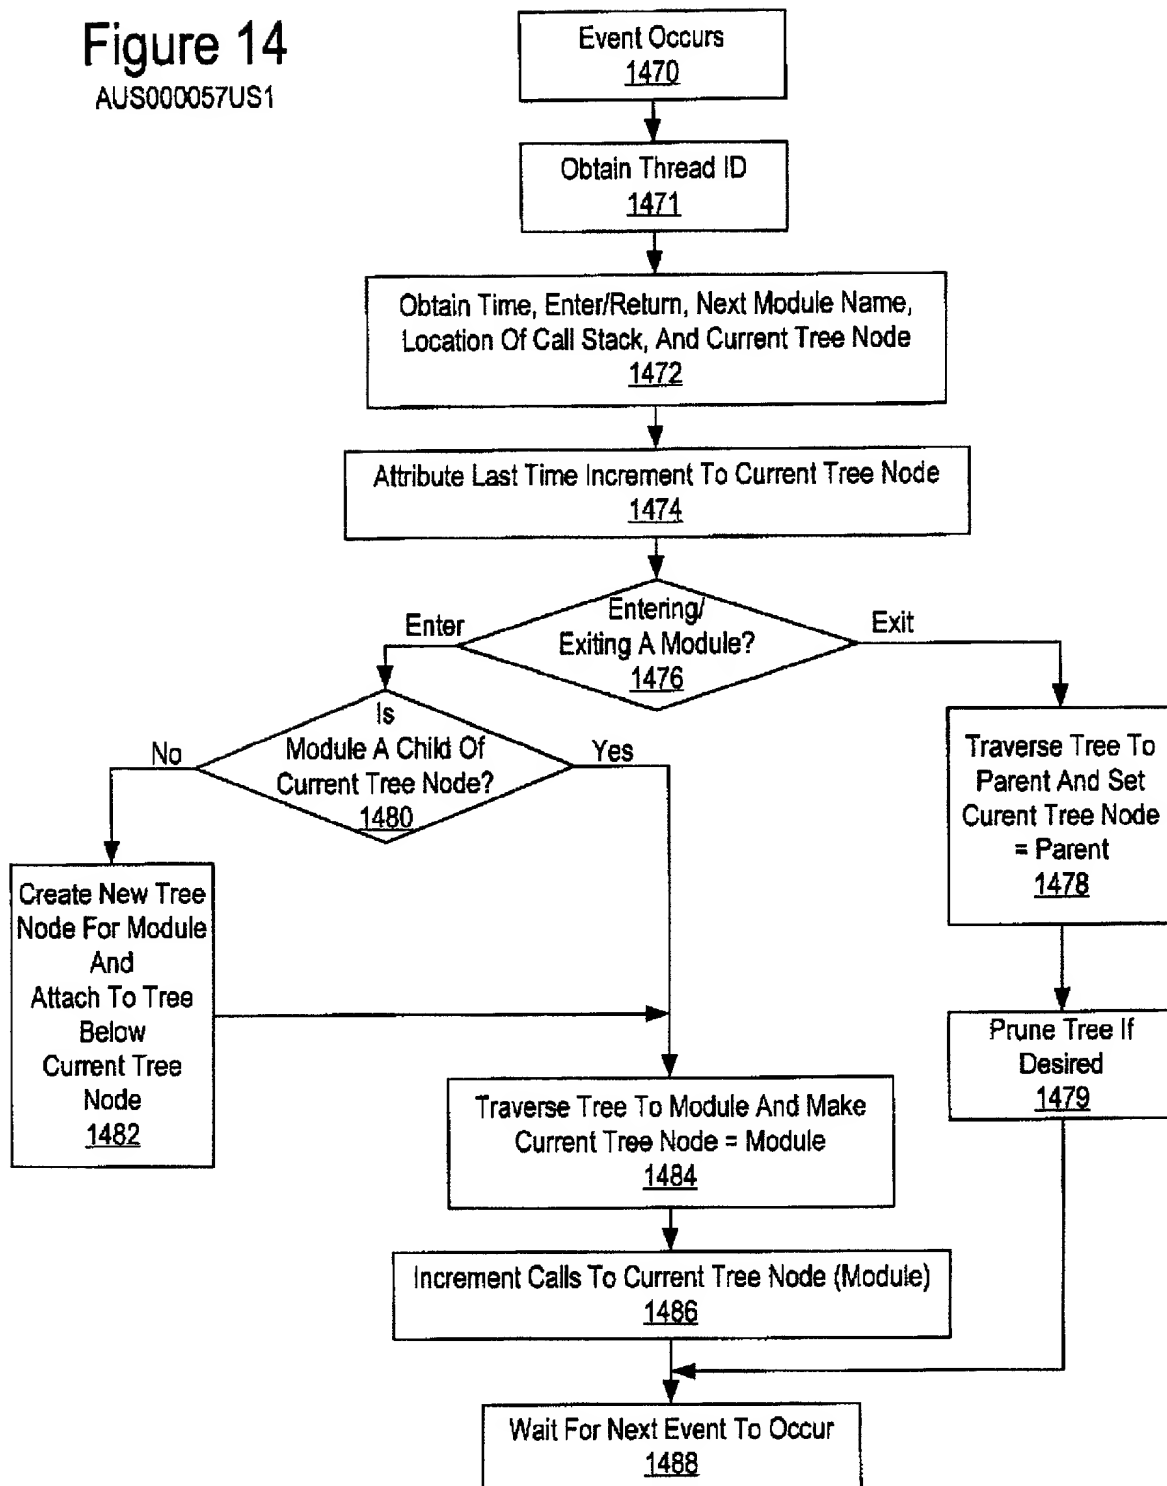 Figure 14
AUS000057US1
Event Occurs
1470
Obtain Thread ID
1471
Obtain Time, Enter/Return, Next Module Name,
Location Of Call Stack, And Current Tree Node
1472
Attribute Last Time Increment To Current Tree Node
1474
Entering/
Exiting A Module?
1476
Enter
Exit
Is
Module A Child Of
Current Tree Node?
1480
No
Yes
Traverse Tree To
Parent And Set
Curent Tree Node
= Parent
1478
Create New Tree
Node For Module
And
Attach To Tree
Below
Current Tree
Node
1482
Prune Tree If
Desired
1479
Traverse Tree To Module And Make
Current Tree Node = Module
1484
Increment Calls To Current Tree Node (Module)
1486
Wait For Next Event To Occur
1488